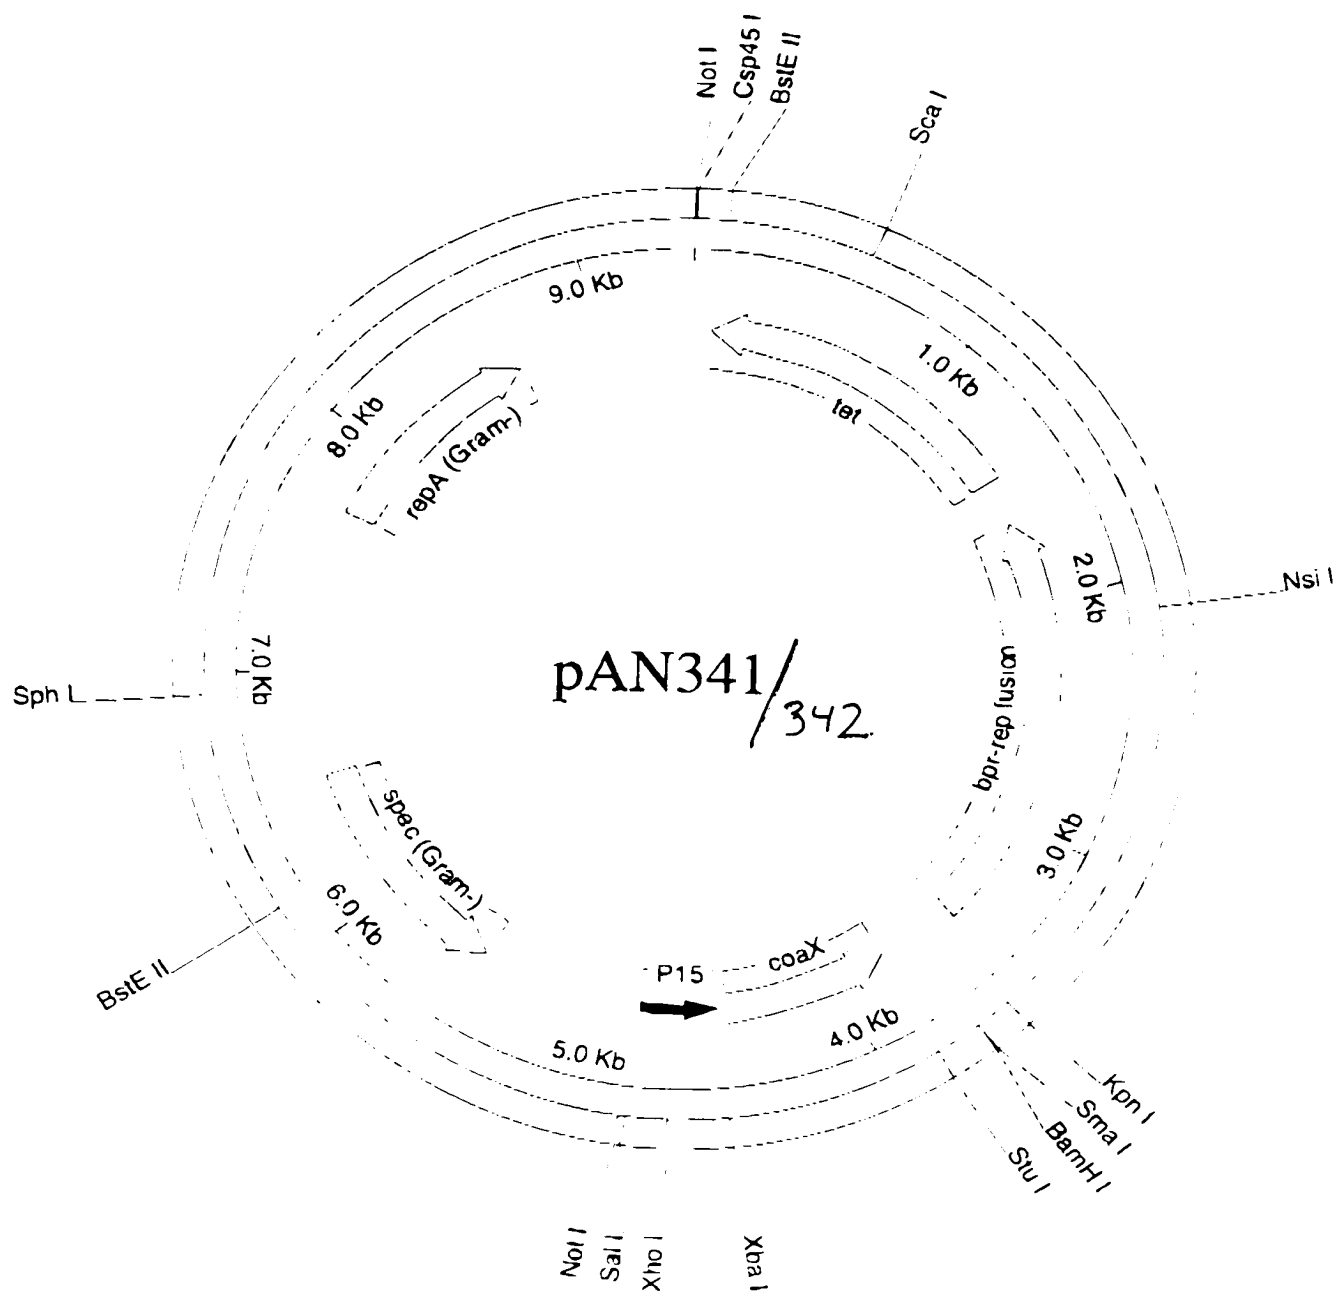 Not I
Csp45 I
BstE II
Sca I
9.0 Kb
1.0 Kb
tet
8.0 Kb
repA (Gram-)
2.0 Kb
Nsi I
7.0 Kb
Sph I
pAN341/342
bpr-rep fusion
spec (Gram-)
3.0 Kb
6.0 Kb
BstE II
P15
coaX
4.0 Kb
5.0 Kb
Kpn I
Sma I
BamH I
Stu I
Not I
Sal I
Xho I
Xba I